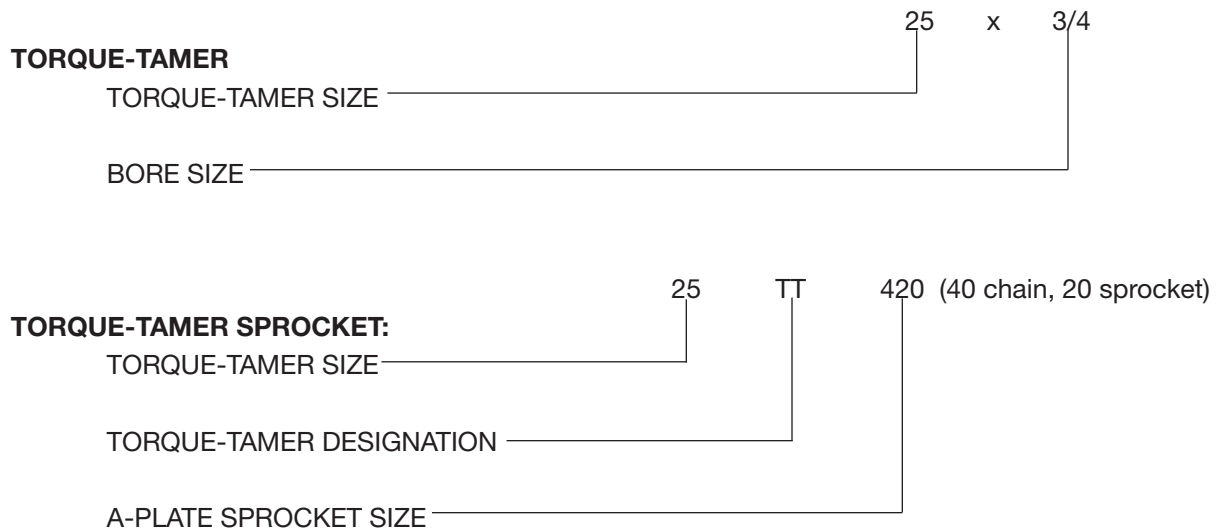 25 x 3/4
TORQUE-TAMER
TORQUE-TAMER SIZE
BORE SIZE
25 TT 420 (40 chain, 20 sprocket)
TORQUE-TAMER SPROCKET:
TORQUE-TAMER SIZE
TORQUE-TAMER DESIGNATION
A-PLATE SPROCKET SIZE